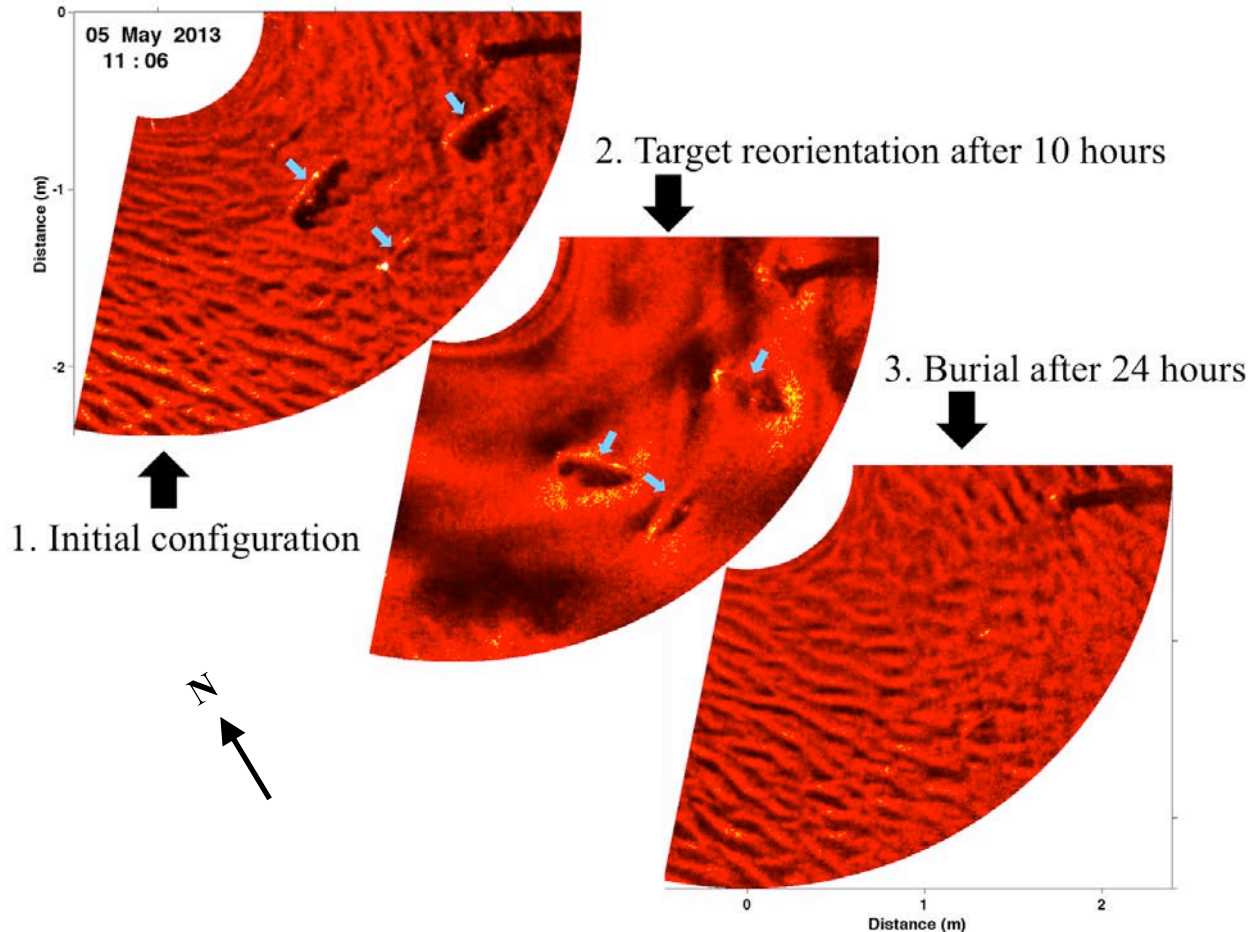 0
05 May 2013
11 : 06
-1
Distance (m)
-2
1. Initial configuration
2. Target reorientation after 10 hours
3. Burial after 24 hours
N
0
1
2
Distance (m)